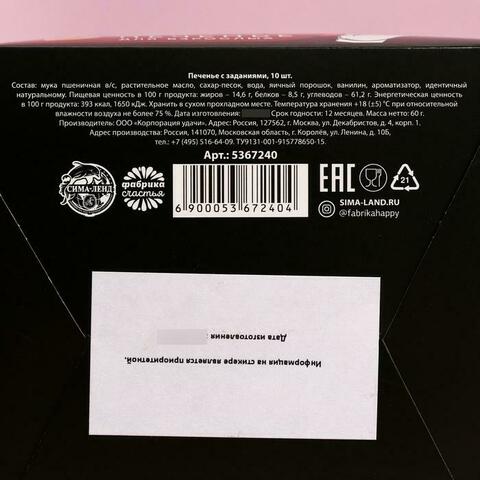 Печенье с заданиями, 10 шт.
Состав: мука пшеничная в/с, растительное масло, сахар-песок, вода, яичный порошок, ванилин, ароматизатор, идентичный
натуральному. Пищевая ценность в 100 г продукта: жиров – 14,6 г, белков – 8,5 г, углеводов – 61,2 г. Энергетическая ценность
в 100 г продукта: 393 ккал, 1650 кДж. Хранить в сухом прохладном месте. Температура хранения +18 (±5) °С при относительной
влажности воздуха не более 75 %. Дата изготовления: Срок годности: 12 месяцев. Масса нетто: 60 г.
Производитель: ООО «Корпорация удачи». Адрес: Россия, 127562, г. Москва, ул. Декабристов, д. 4, корп. 1.
Адрес производства: Россия, 141070, Московская область, г. Королёв, ул. Ленина, д. 10Б,
тел.: +7 (495) 516-64-09. ТУ9131-001-915778650-15.
Арт.: 5367240
СИМА-ЛЕНД
фабрика
счастья
6 900053 672404
EAC
21
SIMA-LAND.RU
@fabrikahappy
Дата изготовления :
Информация на стикере является приоритетной.